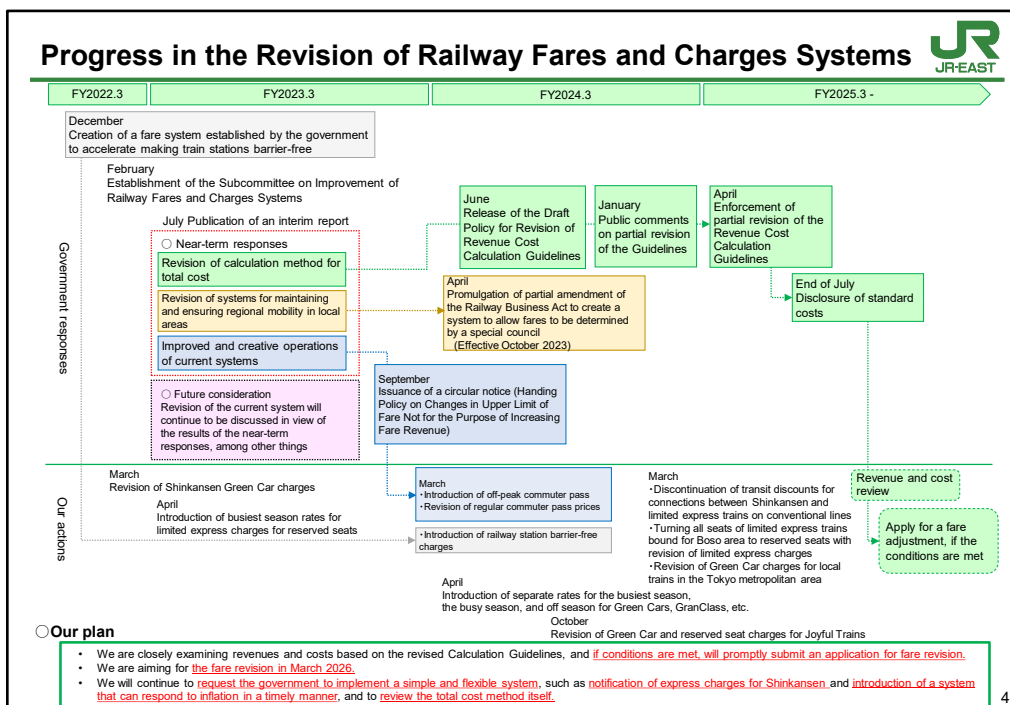 Progress in the Revision of Railway Fares and Charges Systems
JR
JR-EAST
FY2022.3
FY2023.3
FY2024.3
FY2025.3 -
Government responses
December
Creation of a fare system established by the government
to accelerate making train stations barrier-free
February
Establishment of the Subcommittee on Improvement of
Railway Fares and Charges Systems
July Publication of an interim report
○ Near-term responses
Revision of calculation method for
total cost
Revision of systems for maintaining
and ensuring regional mobility in local
areas
Improved and creative operations
of current systems
○ Future consideration
Revision of the current system will
continue to be discussed in view of
the results of the near-term
responses, among other things
June
Release of the Draft
Policy for Revision of
Revenue Cost
Calculation Guidelines
January
Public comments
on partial revision
of the Guidelines
April
Enforcement of
partial revision of the
Revenue Cost
Calculation
Guidelines
End of July
Disclosure of standard
costs
April
Promulgation of partial amendment of
the Railway Business Act to create a
system to allow fares to be determined
by a special council
(Effective October 2023)
September
Issuance of a circular notice (Handing
Policy on Changes in Upper Limit of
Fare Not for the Purpose of Increasing
Fare Revenue)
Our actions
March
Revision of Shinkansen Green Car charges
April
Introduction of busiest season rates for
limited express charges for reserved seats
March
・Introduction of off-peak commuter pass
・Revision of regular commuter pass prices
・Introduction of railway station barrier-free
charges
April
Introduction of separate rates for the busiest season,
the busy season, and off season for Green Cars, GranClass, etc.
October
Revision of Green Car and reserved seat charges for Joyful Trains
March
・Discontinuation of transit discounts for
connections between Shinkansen and
limited express trains on conventional lines
・Turning all seats of limited express trains
bound for Boso area to reserved seats with
revision of limited express charges
・Revision of Green Car charges for local
trains in the Tokyo metropolitan area
Revenue and cost
review
Apply for a fare
adjustment, if the
conditions are met
○Our plan
• We are closely examining revenues and costs based on the revised Calculation Guidelines, and if conditions are met, will promptly submit an application for fare revision.
• We are aiming for the fare revision in March 2026.
• We will continue to request the government to implement a simple and flexible system, such as notification of express charges for Shinkansen and introduction of a system
that can respond to inflation in a timely manner, and to review the total cost method itself.
4